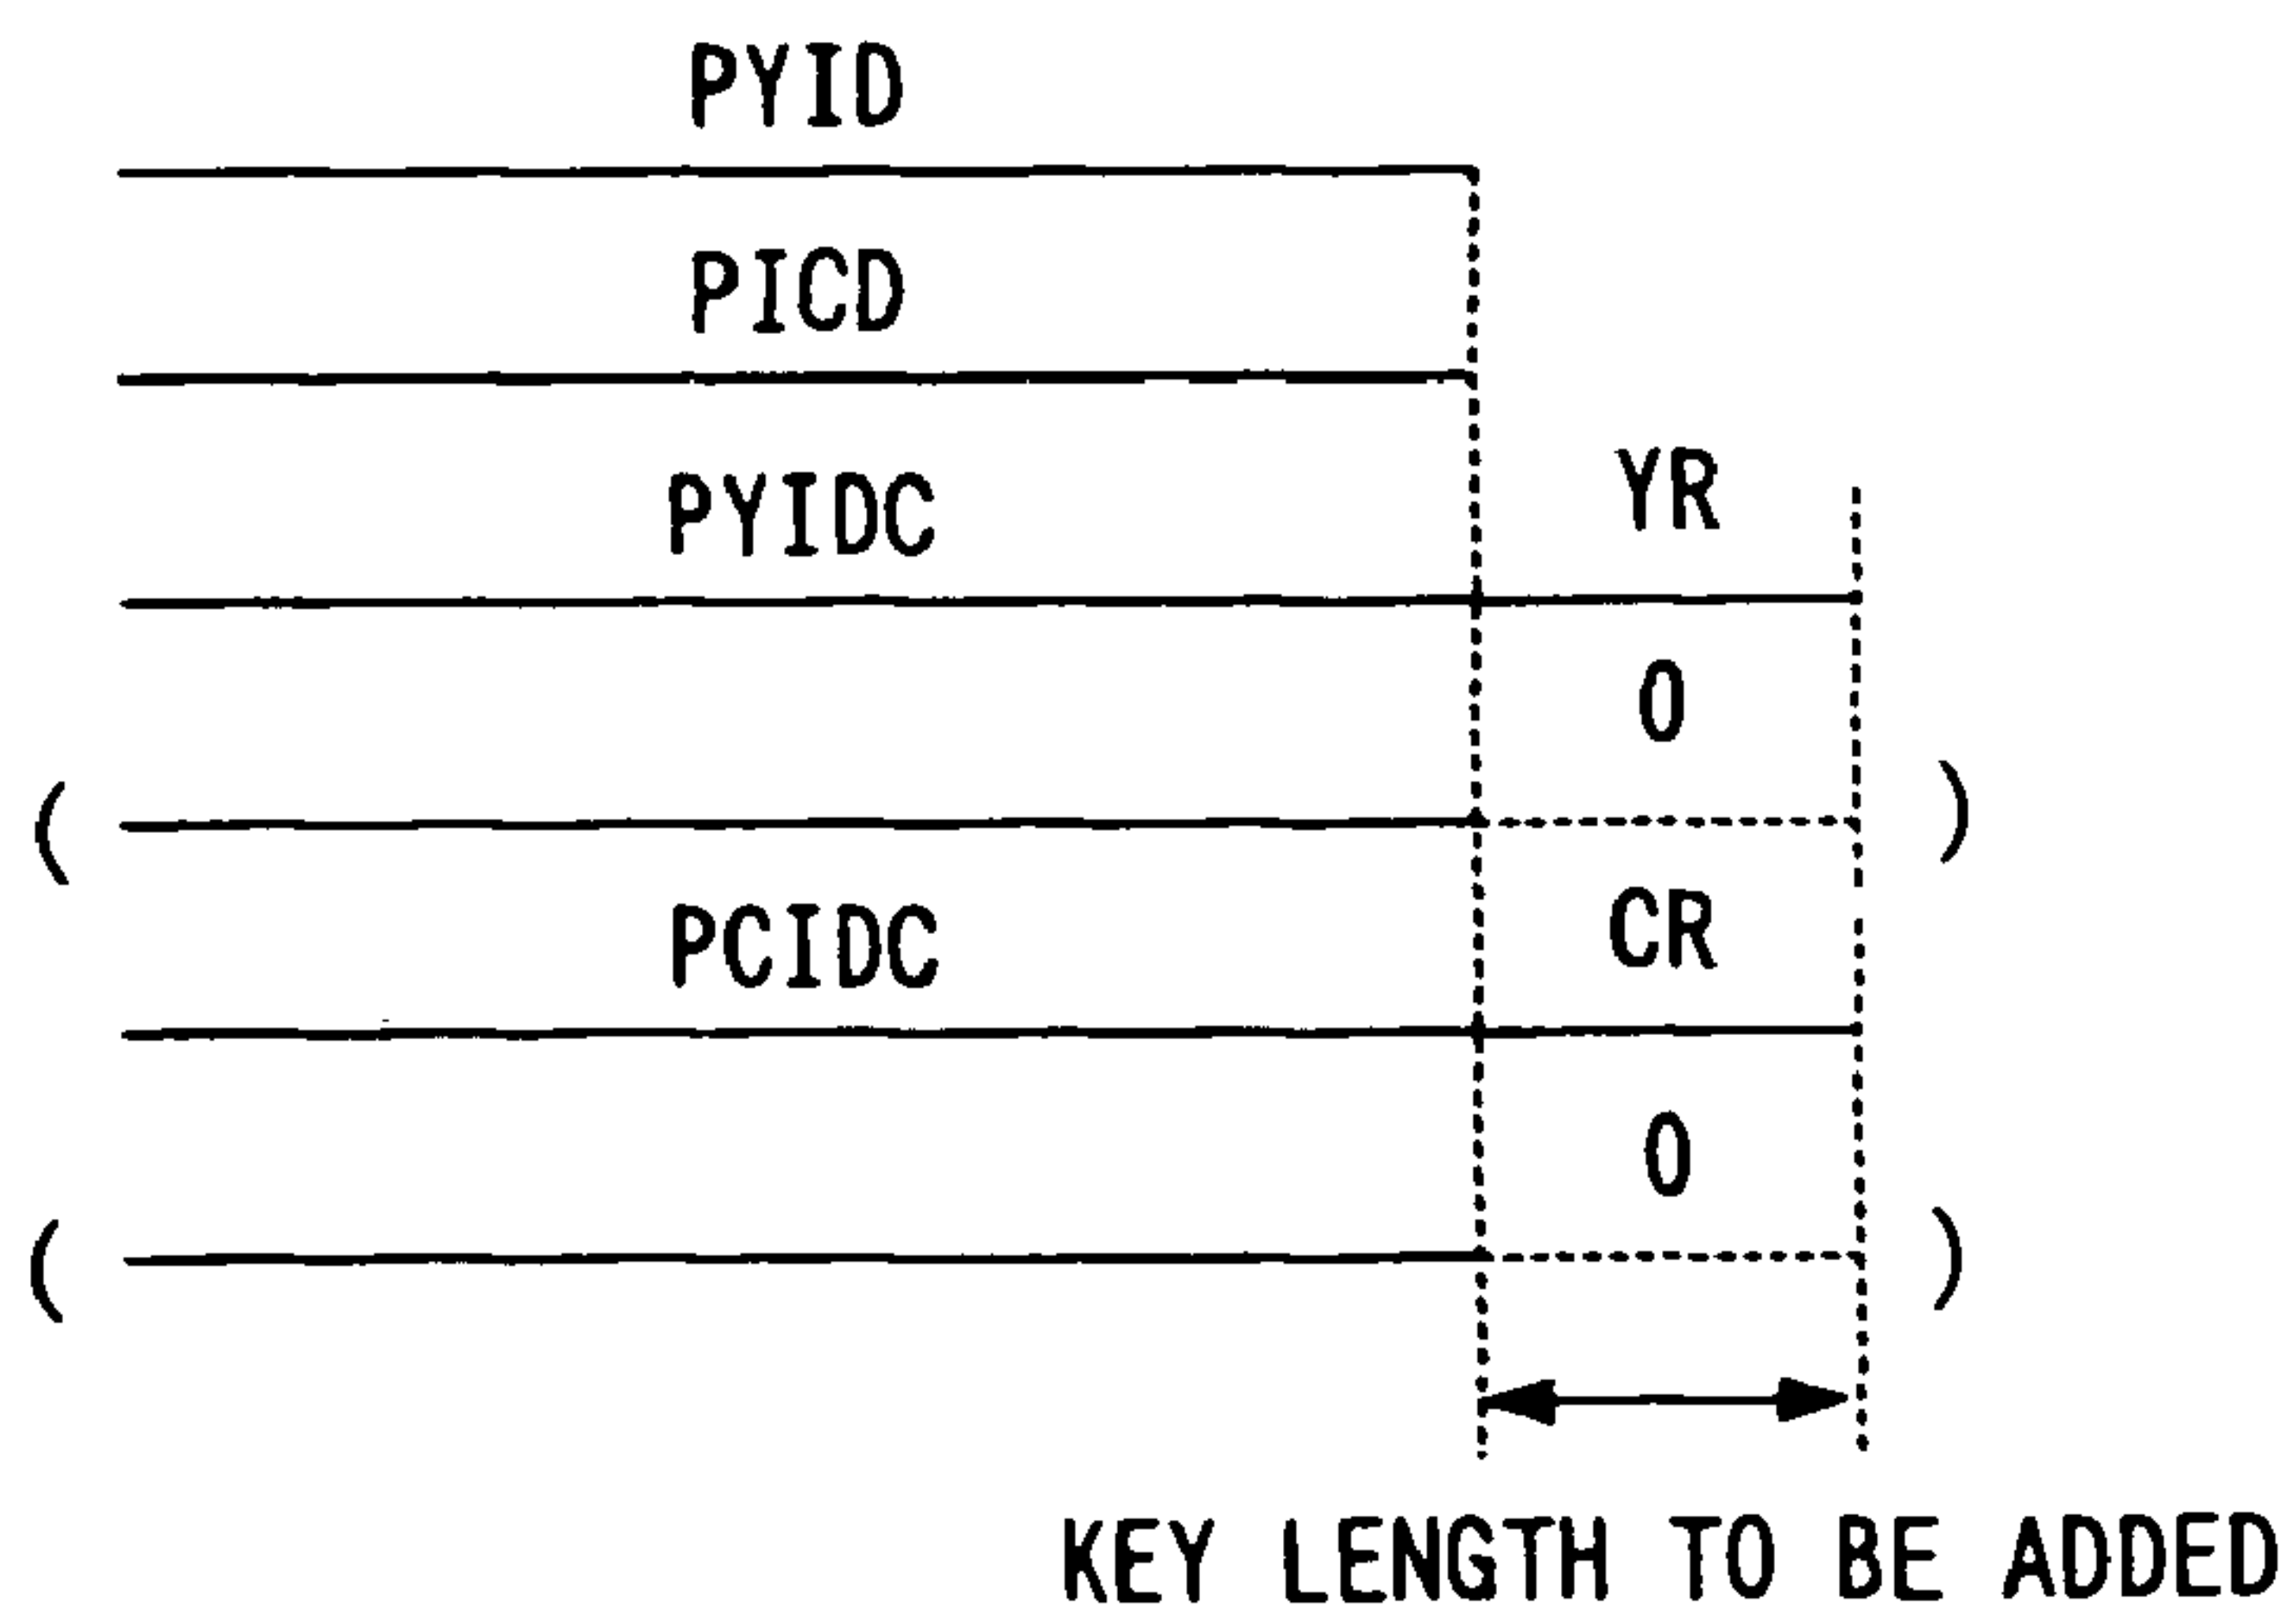 PYID
PICD
PYIDC
YR
0
(
)
PCIDC
CR
0
(
)
KEY LENGTH TO BE ADDED